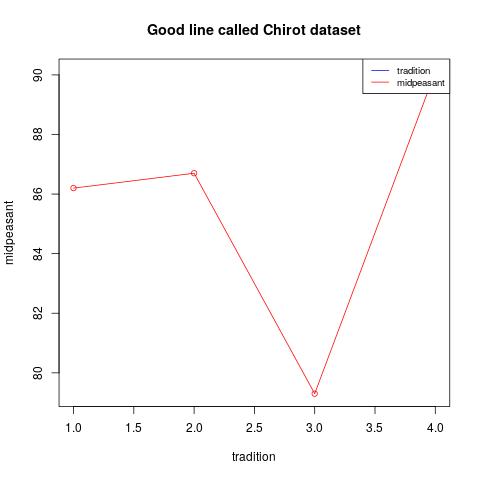 Good line called Chirot dataset
tradition
midpeasant
midpeasant
90
88
86
84
82
80
1.0 1.5 2.0 2.5 3.0 3.5 4.0
tradition